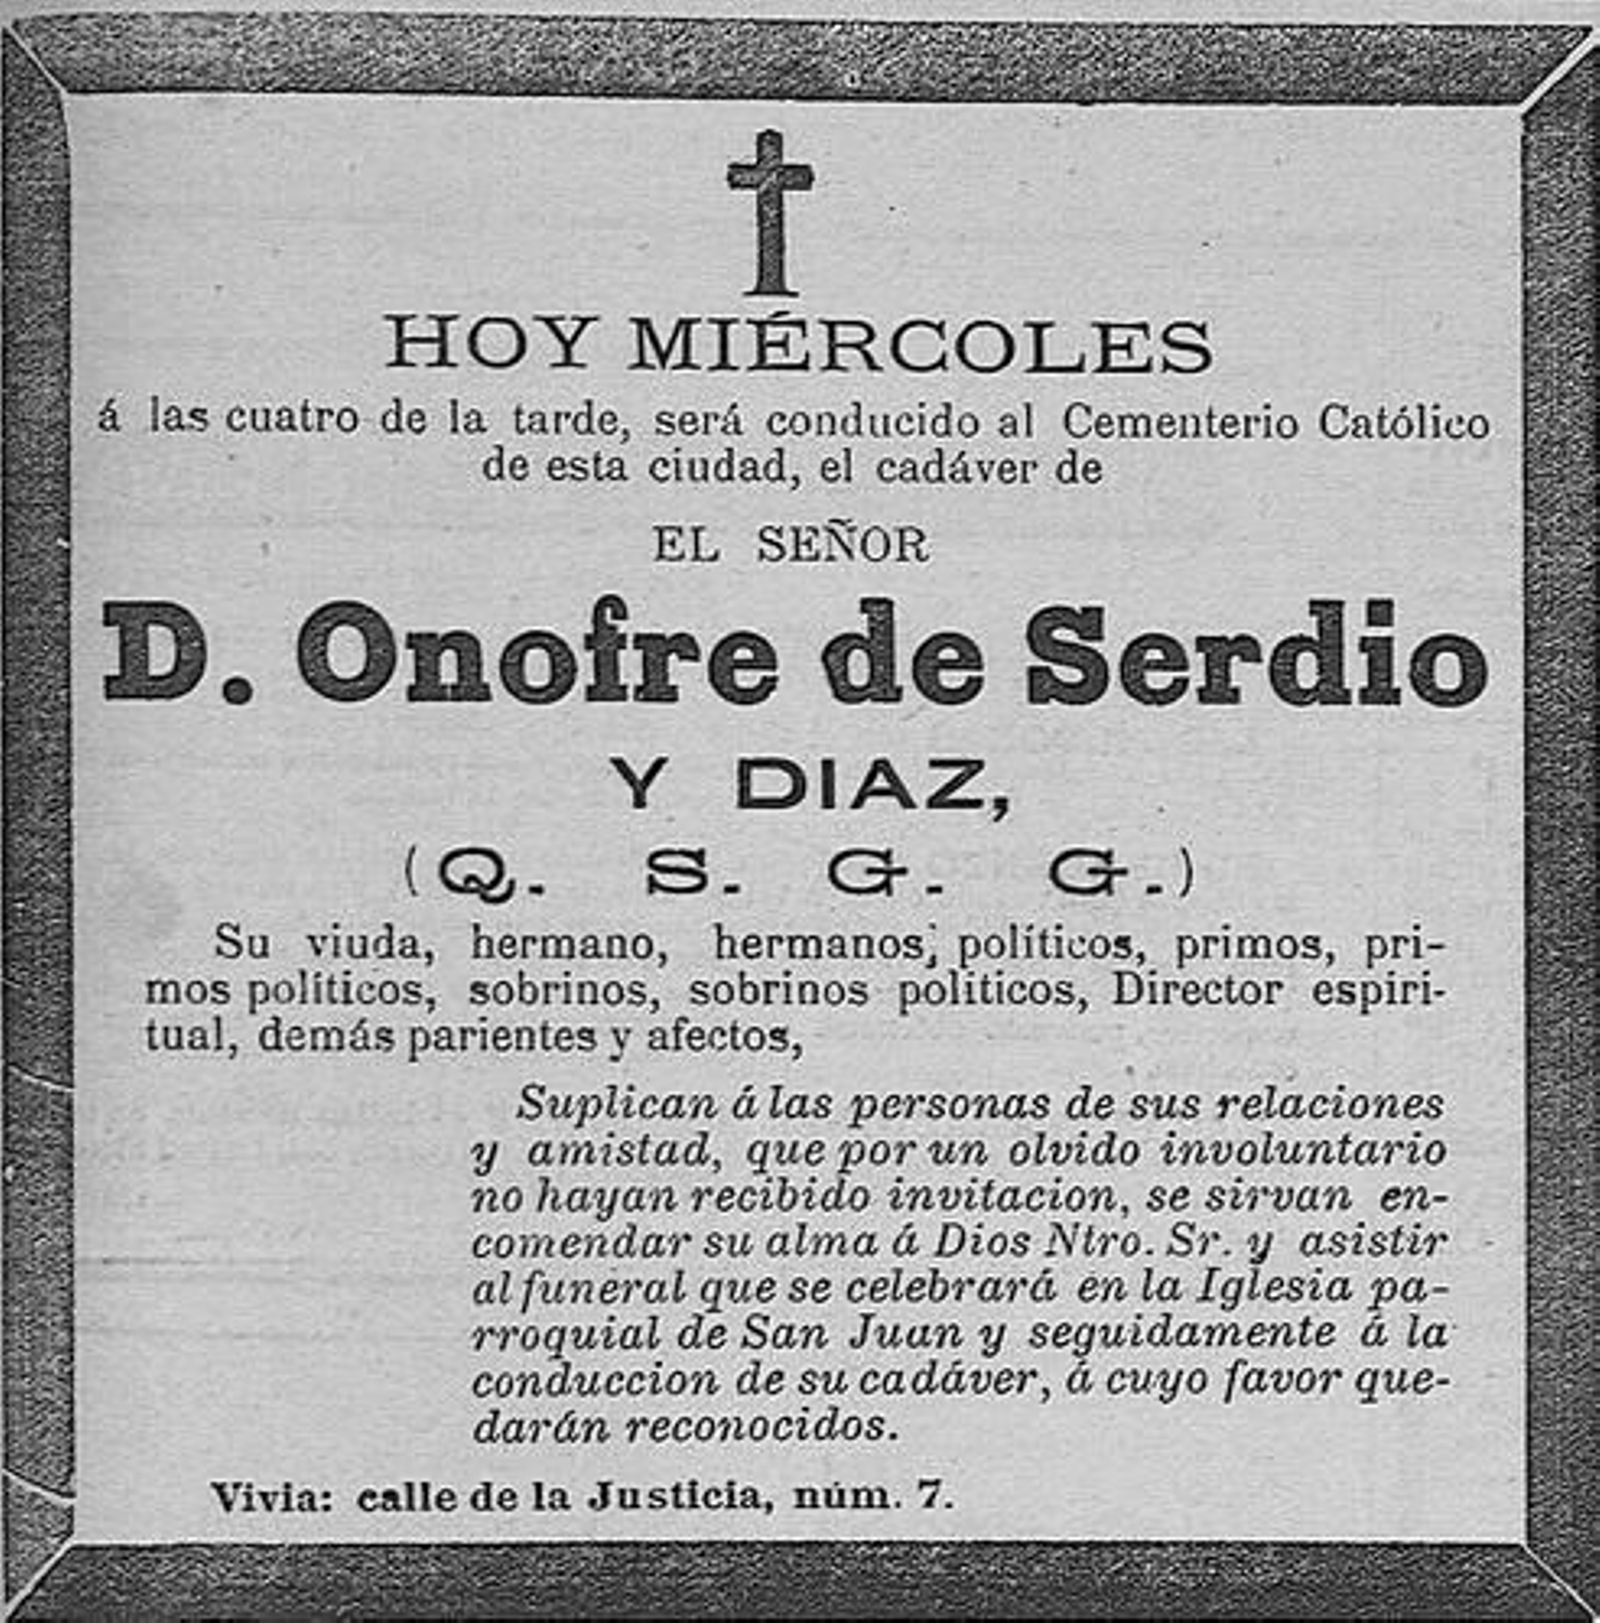 HOY MIÉRCOLES
á las cuatro de la tarde, será conducido al Cementerio Católico
de esta ciudad, el cadáver de
EL SEÑOR
D. Onofre de Serdio
Y DIAZ,
(Q. S. G. G.)
Su viuda, hermano, hermanos, políticos, primos, pri-
mos políticos, sobrinos, sobrinos políticos, Director espiri-
tual, demás parientes y afectos,
Suplican á las personas de sus relaciones
y amistad, que por un olvido involuntario
no hayan recibido invitacion, se sirvan en-
comendar su alma á Dios Ntro. Sr. y asistir
al funeral que se celebrará en la Iglesia pa-
rroquial de San Juan y seguidamente á la
conduccion de su cadáver, á cuyo favor que-
darán reconocidos.
Vivia: calle de la Justicia, núm. 7.